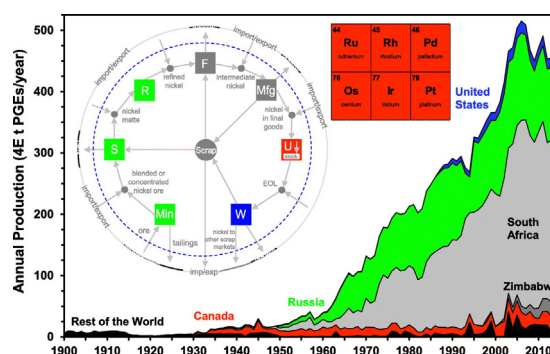 Annual Production (4E t PGEs/year)
500
400
300
200
100
0
1900
1910
1920
1930
1940
1950
1960
1970
1980
1990
2000
2010
Rest of the World
Canada
Russia
United
States
South
Africa
Zimbabw
44
Ru
ruthenium
45
Rh
rhodium
46
Pd
palladium
76
Os
osmium
77
Ir
iridium
78
Pt
platinum
import/export
import/export
import/export
import/export
imp/exp
F
refined
nickel
intermediate
nickel
R
Mfg
nickel
matte
nickel
in final
goods
S
Scrap
U
stock
blended or
concentrated
nickel ore
EOL
Min
W
ore
tailings
nickel to
other scrap
markets